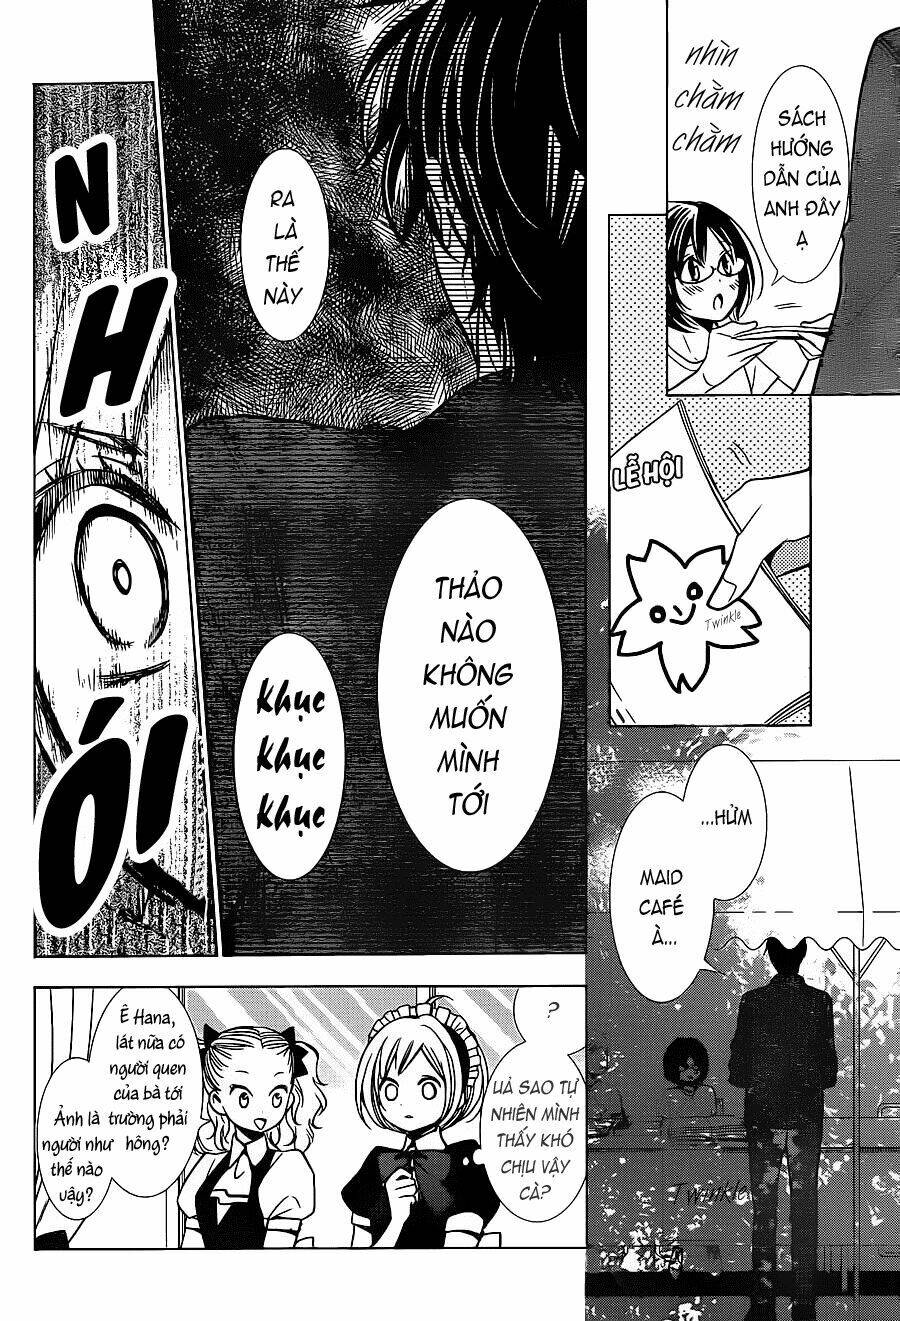 nhìn
chằm
chằm
SÁCH
HƯỚNG
DẪN CỦA
ANH ĐÂY
Ạ
LỄ HỘI
Twinkle
...HỬM
MAID
CAFÉ
À...
Twinkle
RA
LÀ
THẾ
NÀY
THẢO
NÀO
KHÔNG
MUỐN
MÌNH
TỚI
khục
khục
khục
NHÓI
?
UẢ SAO TỰ
NHIÊN MÌNH
THẤY KHÓ
CHỊU VẬY
CÀ?
Ê Hana,
lát nữa có
người quen
của bà tới
trường phải
hông?
Ảnh là
người như
thế nào
vậy?